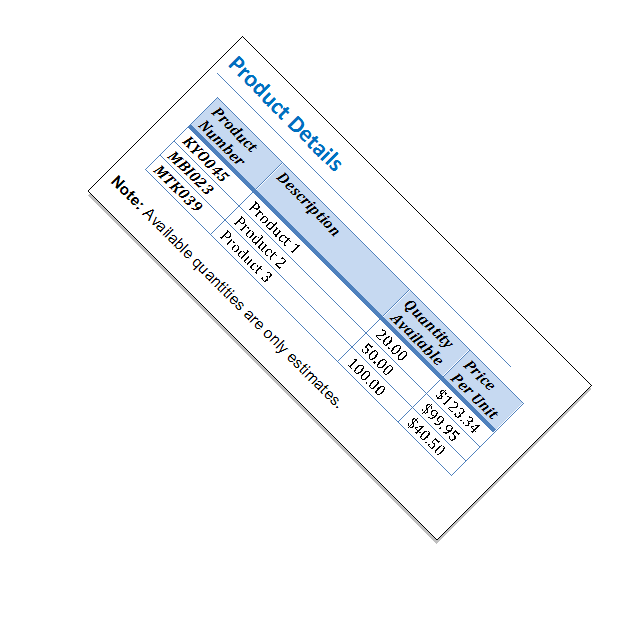 Product Details
Product Number Description Quantity Available Price Per Unit
KYO045 Product 1 20.00 $123.34
MBI023 Product 2 50.00 $99.95
MTK039 Product 3 100.00 $40.50
Note: Available quantities are only estimates.